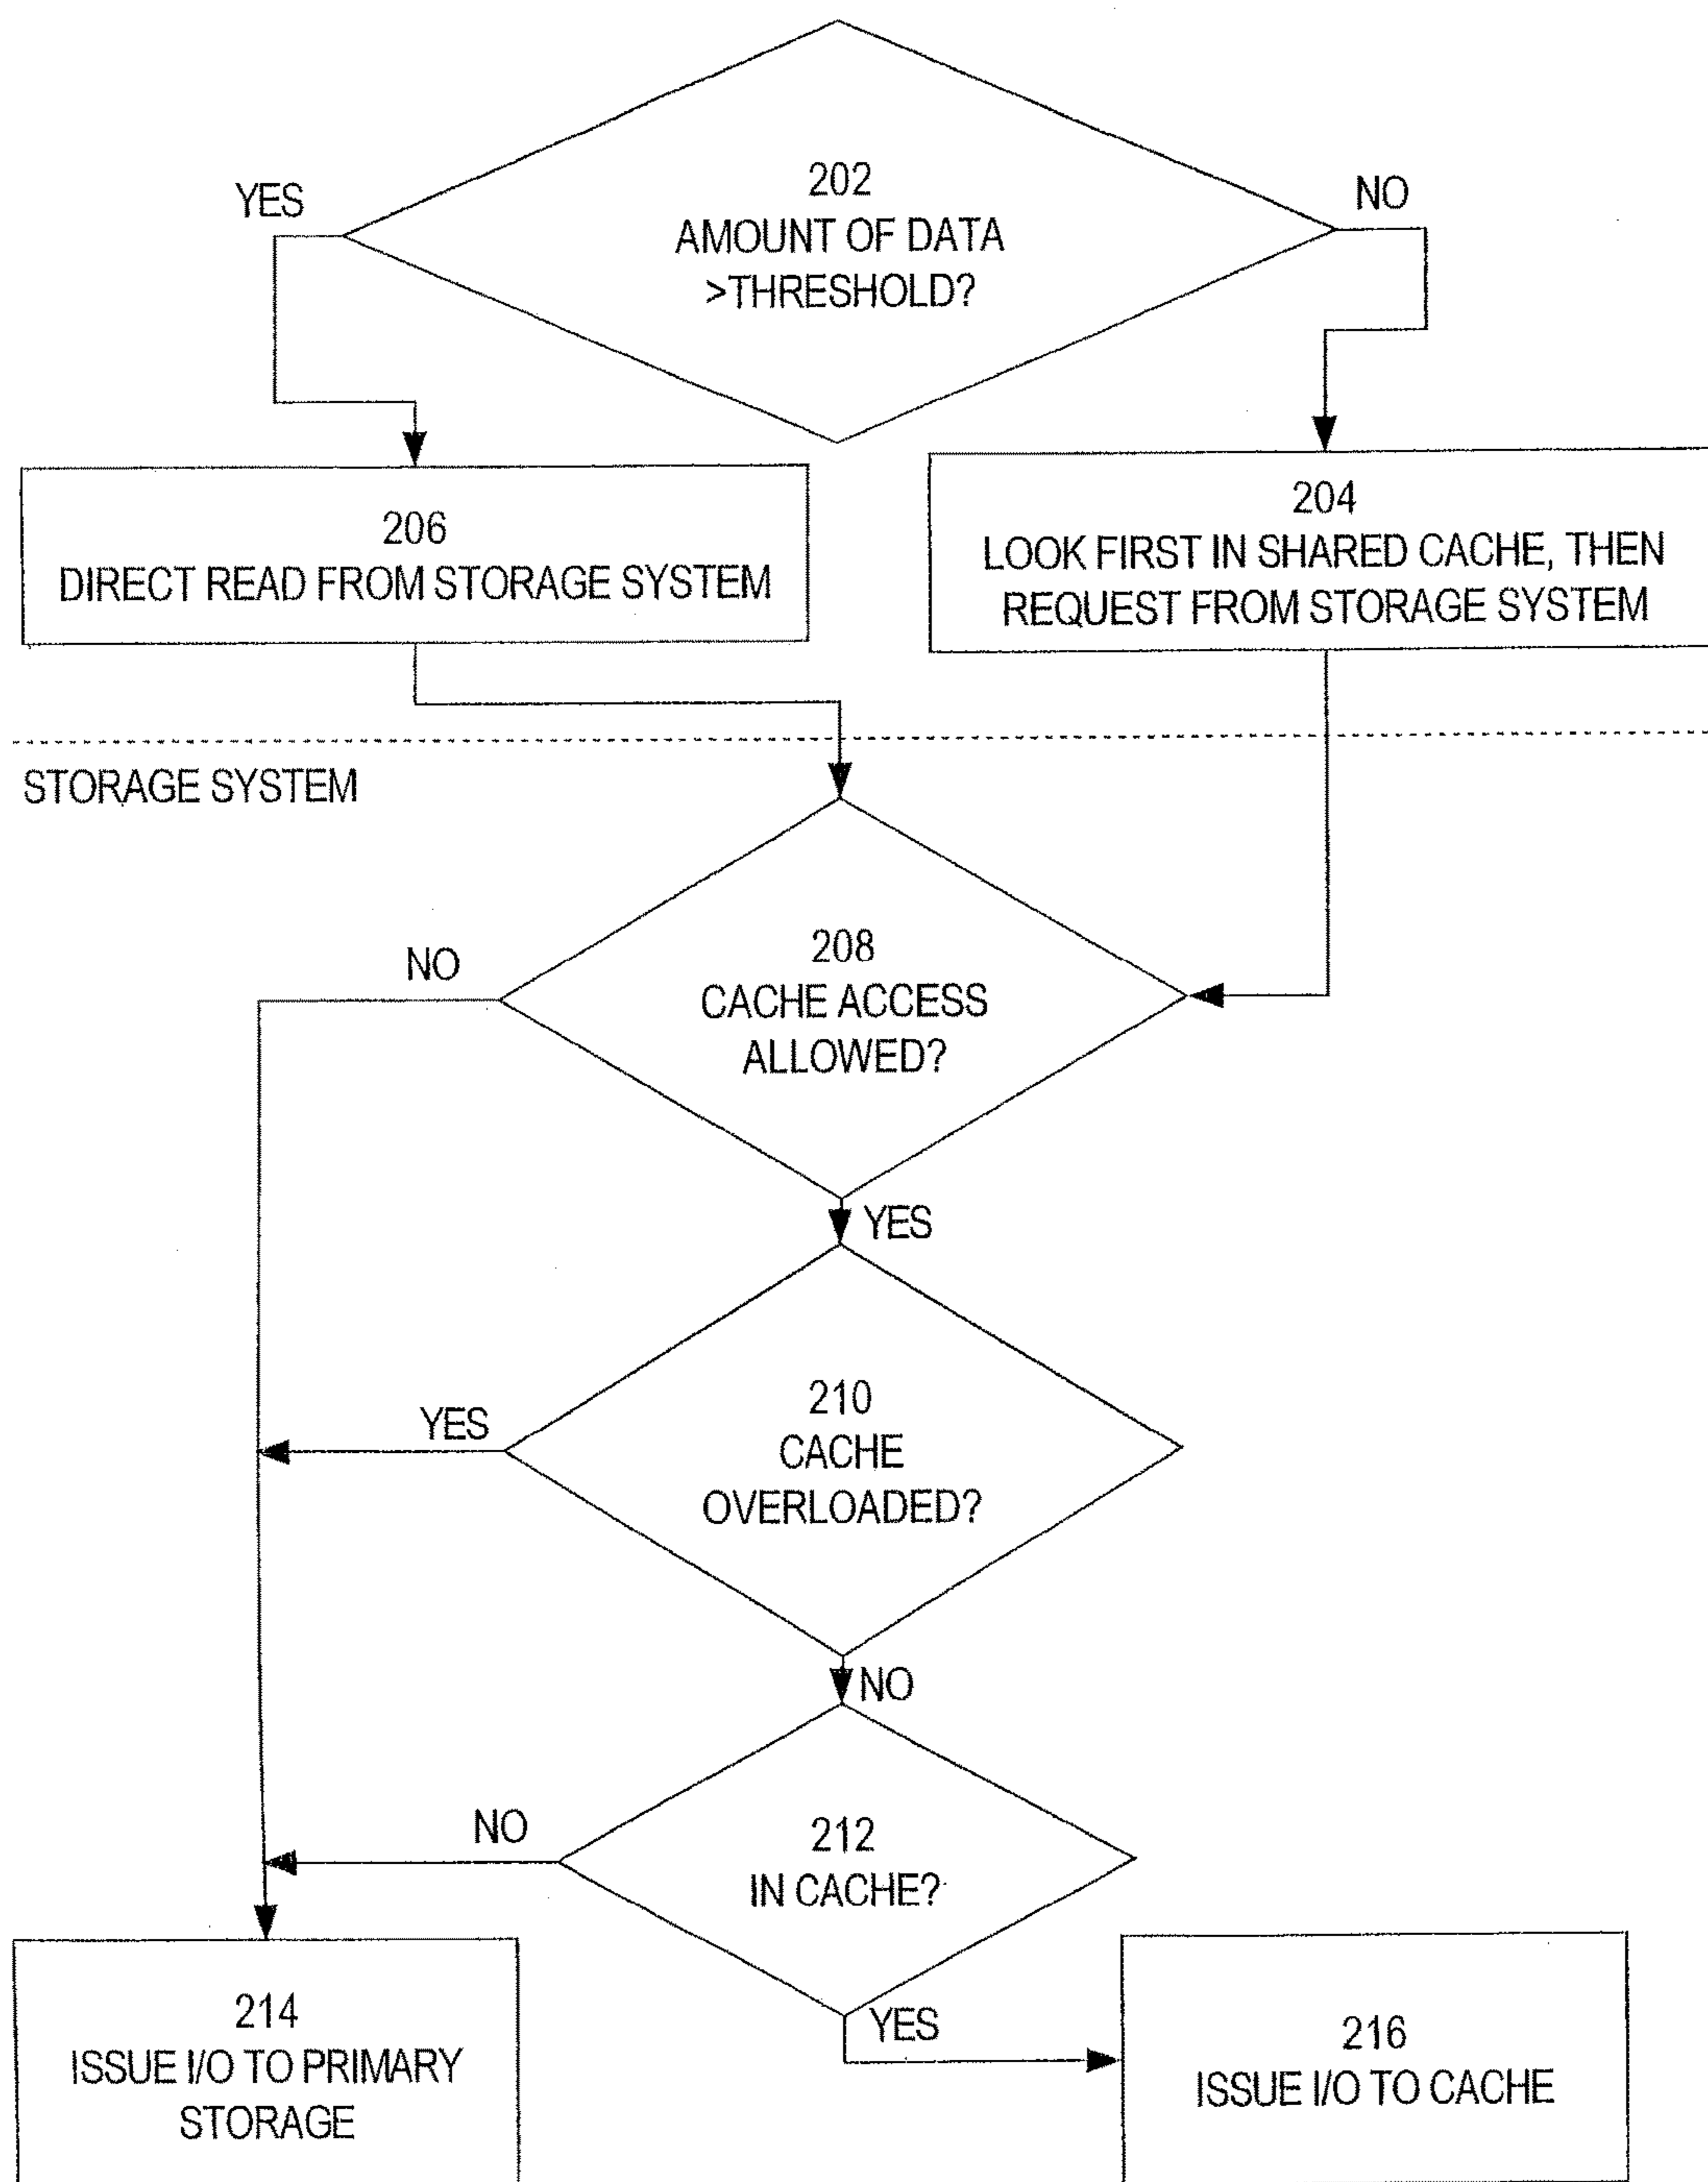 202
AMOUNT OF DATA
>THRESHOLD?
YES
NO
206
DIRECT READ FROM STORAGE SYSTEM
204
LOOK FIRST IN SHARED CACHE, THEN
REQUEST FROM STORAGE SYSTEM
STORAGE SYSTEM
208
CACHE ACCESS
ALLOWED?
NO
YES
210
CACHE
OVERLOADED?
YES
NO
212
IN CACHE?
NO
YES
214
ISSUE I/O TO PRIMARY
STORAGE
216
ISSUE I/O TO CACHE